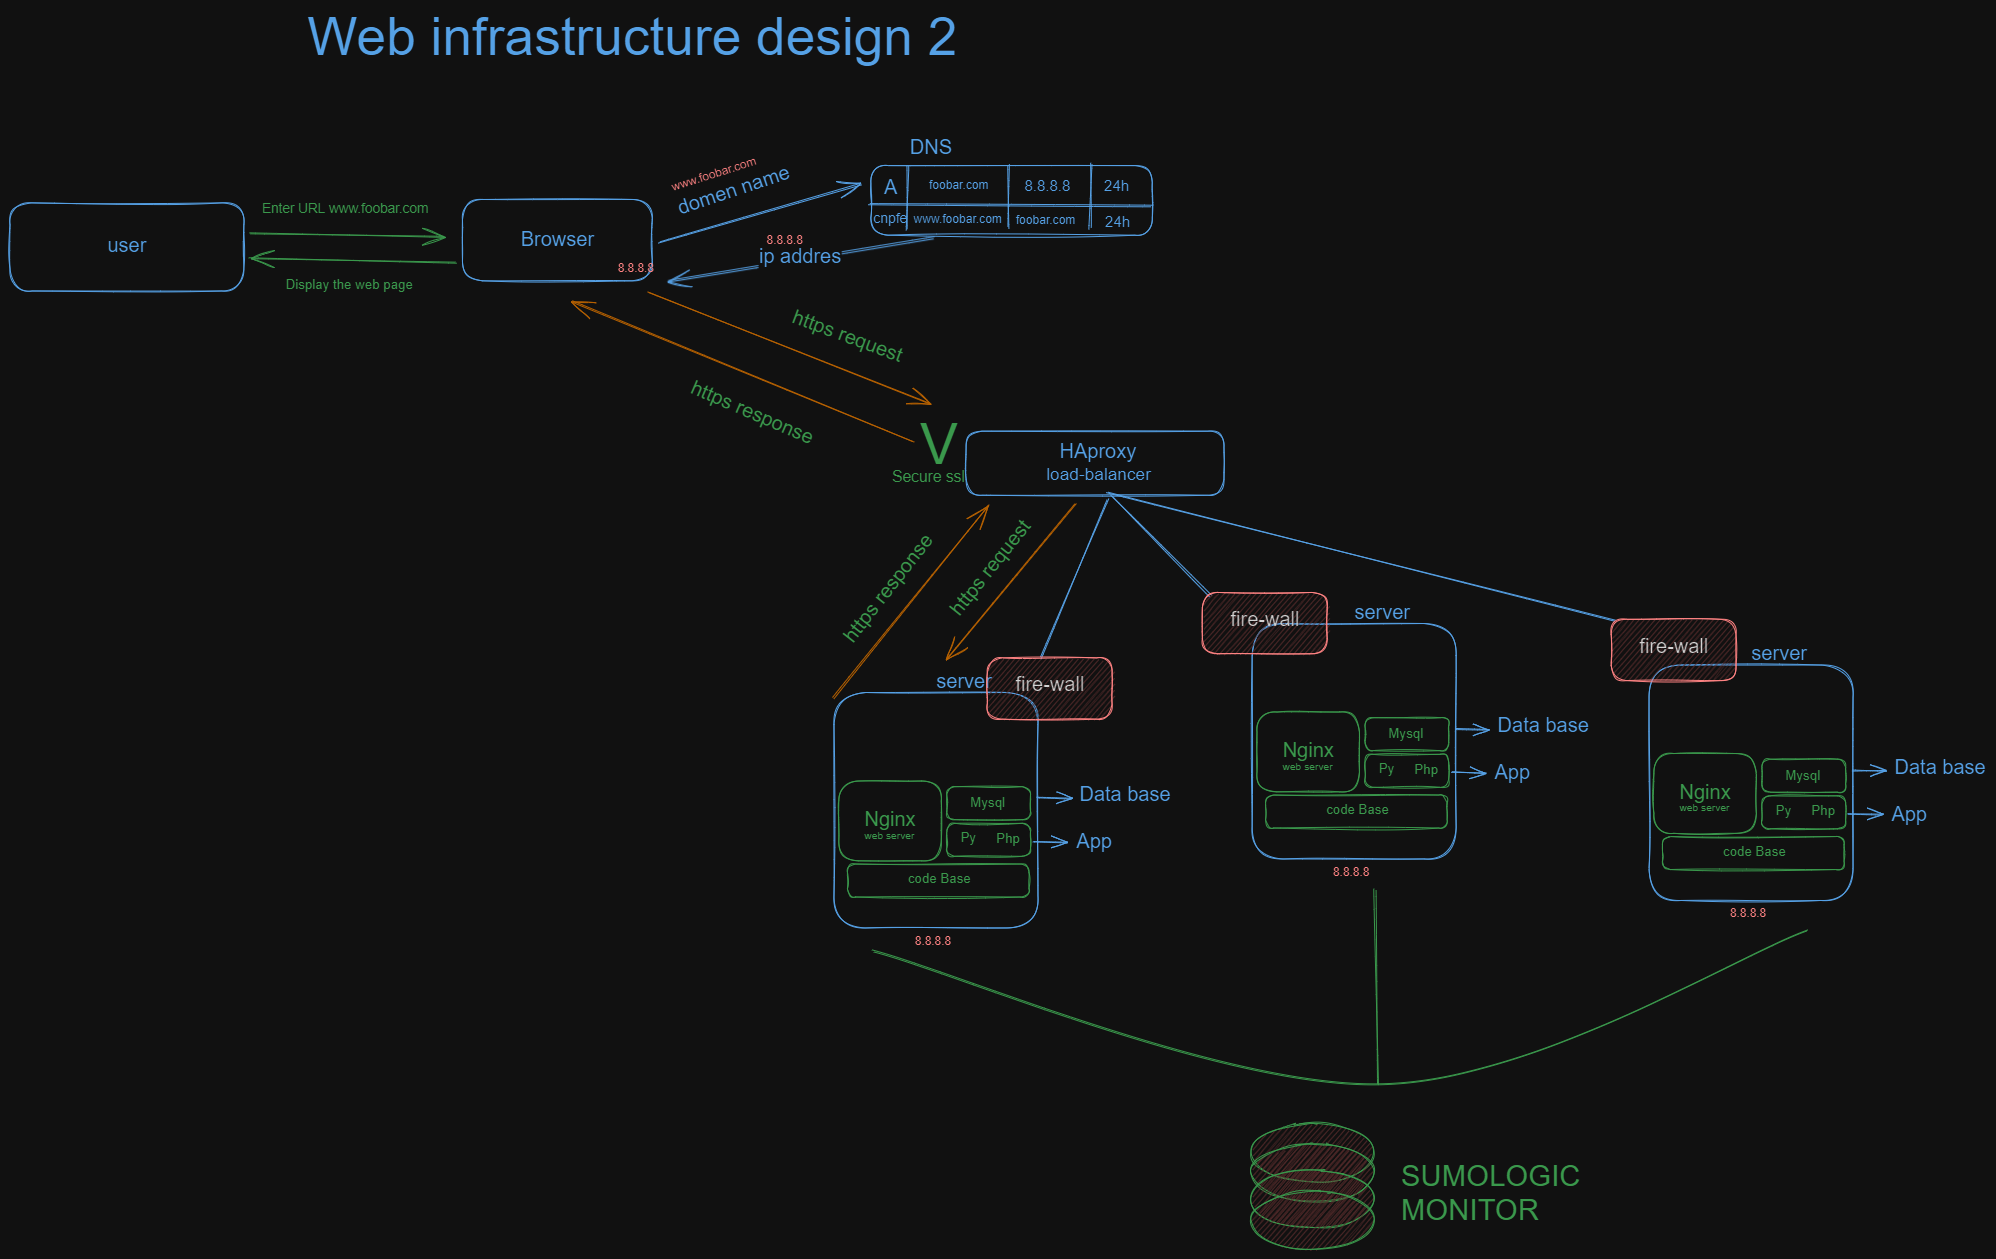 Web infrastructure design 2
DNS
www.foobar.com
domen name
A foobar.com 8.8.8.8 24h
cnpfe www.foobar.com foobar.com 24h
user
Enter URL www.foobar.com
Display the web page
Browser
8.8.8.8
8.8.8.8
ip addres
https request
https response
V
Secure ssl
HAproxy
load-balancer
https response
https request
server
fire-wall
Nginx
web server
Mysql
Py Php
code Base
Data base
App
8.8.8.8
fire-wall
server
Nginx
web server
Mysql
Py Php
code Base
Data base
App
8.8.8.8
fire-wall
server
Nginx
web server
Mysql
Py Php
code Base
Data base
App
8.8.8.8
SUMOLOGIC
MONITOR